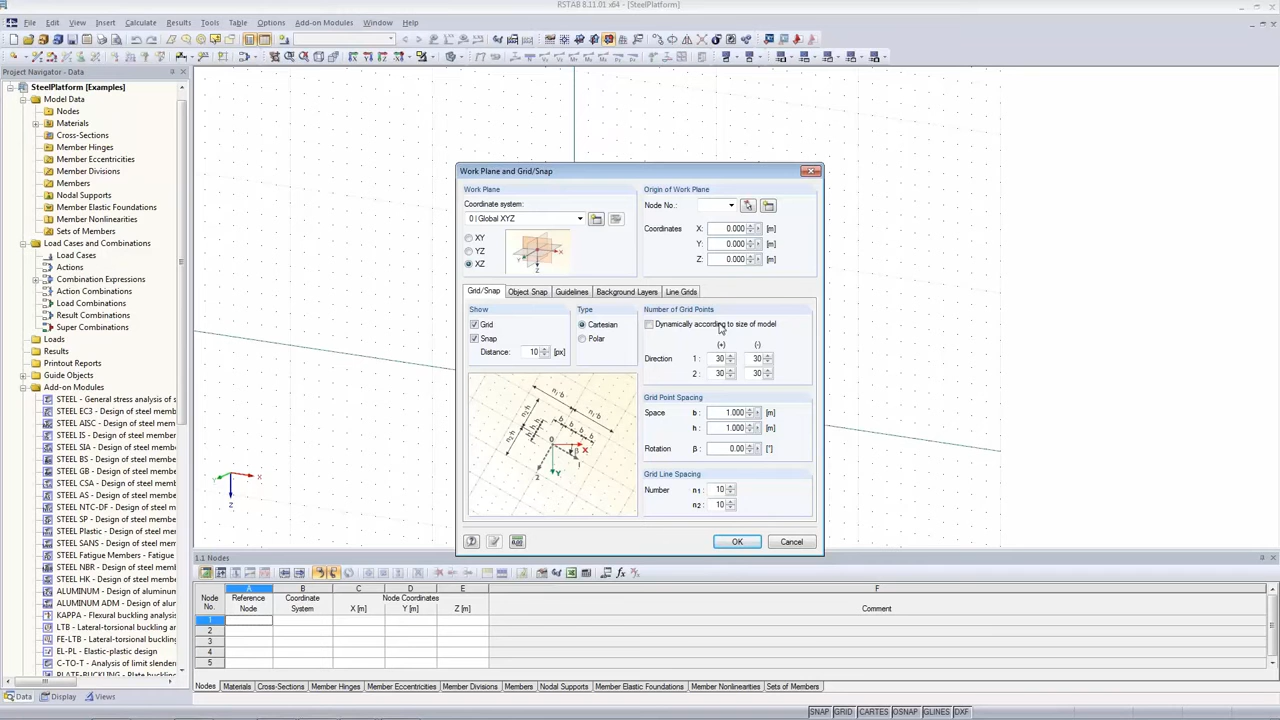 RSTAB 8.11.01 x64 - [SteelPlatform]
File Edit View Insert Calculate Results Tools Table Options Add-on Modules Window Help
Project Navigator - Data
SteelPlatform [Examples]
Model Data
Nodes
Materials
Cross-Sections
Member Hinges
Member Eccentricities
Member Divisions
Members
Nodal Supports
Member Elastic Foundations
Member Nonlinearities
Sets of Members
Load Cases and Combinations
Load Cases
Actions
Combination Expressions
Action Combinations
Load Combinations
Result Combinations
Super Combinations
Loads
Results
Printout Reports
Guide Objects
Add-on Modules
STEEL - General stress analysis of
STEEL EC3 - Design of steel memb
STEEL AISC - Design of steel mem
STEEL IS - Design of steel membe
STEEL SIA - Design of steel memb
STEEL BS - Design of steel membe
STEEL GB - Design of steel membe
STEEL CSA - Design of steel memb
STEEL AS - Design of steel membe
STEEL NTC-DF - Design of steel m
STEEL SP - Design of steel membe
STEEL Plastic - Design of steel me
STEEL SANS - Design of steel mem
STEEL Fatigue Members - Fatigue
STEEL NBR - Design of steel mem
STEEL HK - Design of steel membe
ALUMINUM - Design of aluminum
ALUMINUM ADM - Design of alum
KAPPA - Flexural buckling analysis
LTB - Lateral-torsional buckling
FE-LTB - Lateral-torsional bucklin
EL-PL - Elastic-plastic design
C-TO-T - Analysis of limit slender
PLATE-BUCKLING - Plate buckling
Data Display Views
Y X
Z
Work Plane and Grid/Snap
Work Plane
Coordinate system:
0 | Global XYZ
XY
YZ
XZ
Origin of Work Plane
Node No.:
Coordinates X: 0.000 [m]
Y: 0.000 [m]
Z: 0.000 [m]
Grid/Snap Object Snap Guidelines Background Layers Line Grids
Show
Grid
Snap
Distance: 10 [px]
Type
Cartesian
Polar
Number of Grid Points
Dynamically according to size of model
(+) (-)
Direction 1: 30 30
2: 30 30
Grid Point Spacing
Space b: 1.000 [m]
h: 1.000 [m]
Rotation β: 0.00 [°]
Grid Line Spacing
Number n1: 10
n2: 10
OK Cancel
1.1 Nodes
A B C D E F
Node No. Reference Node Coordinate System Node Coordinates
X [m] Y [m] Z [m] Comment
1
2
3
4
5
Nodes Materials Cross-Sections Member Hinges Member Eccentricities Member Divisions Members Nodal Supports Member Elastic Foundations Member Nonlinearities Sets of Members
SNAP GRID CARTES OSNAP GLINES DXF